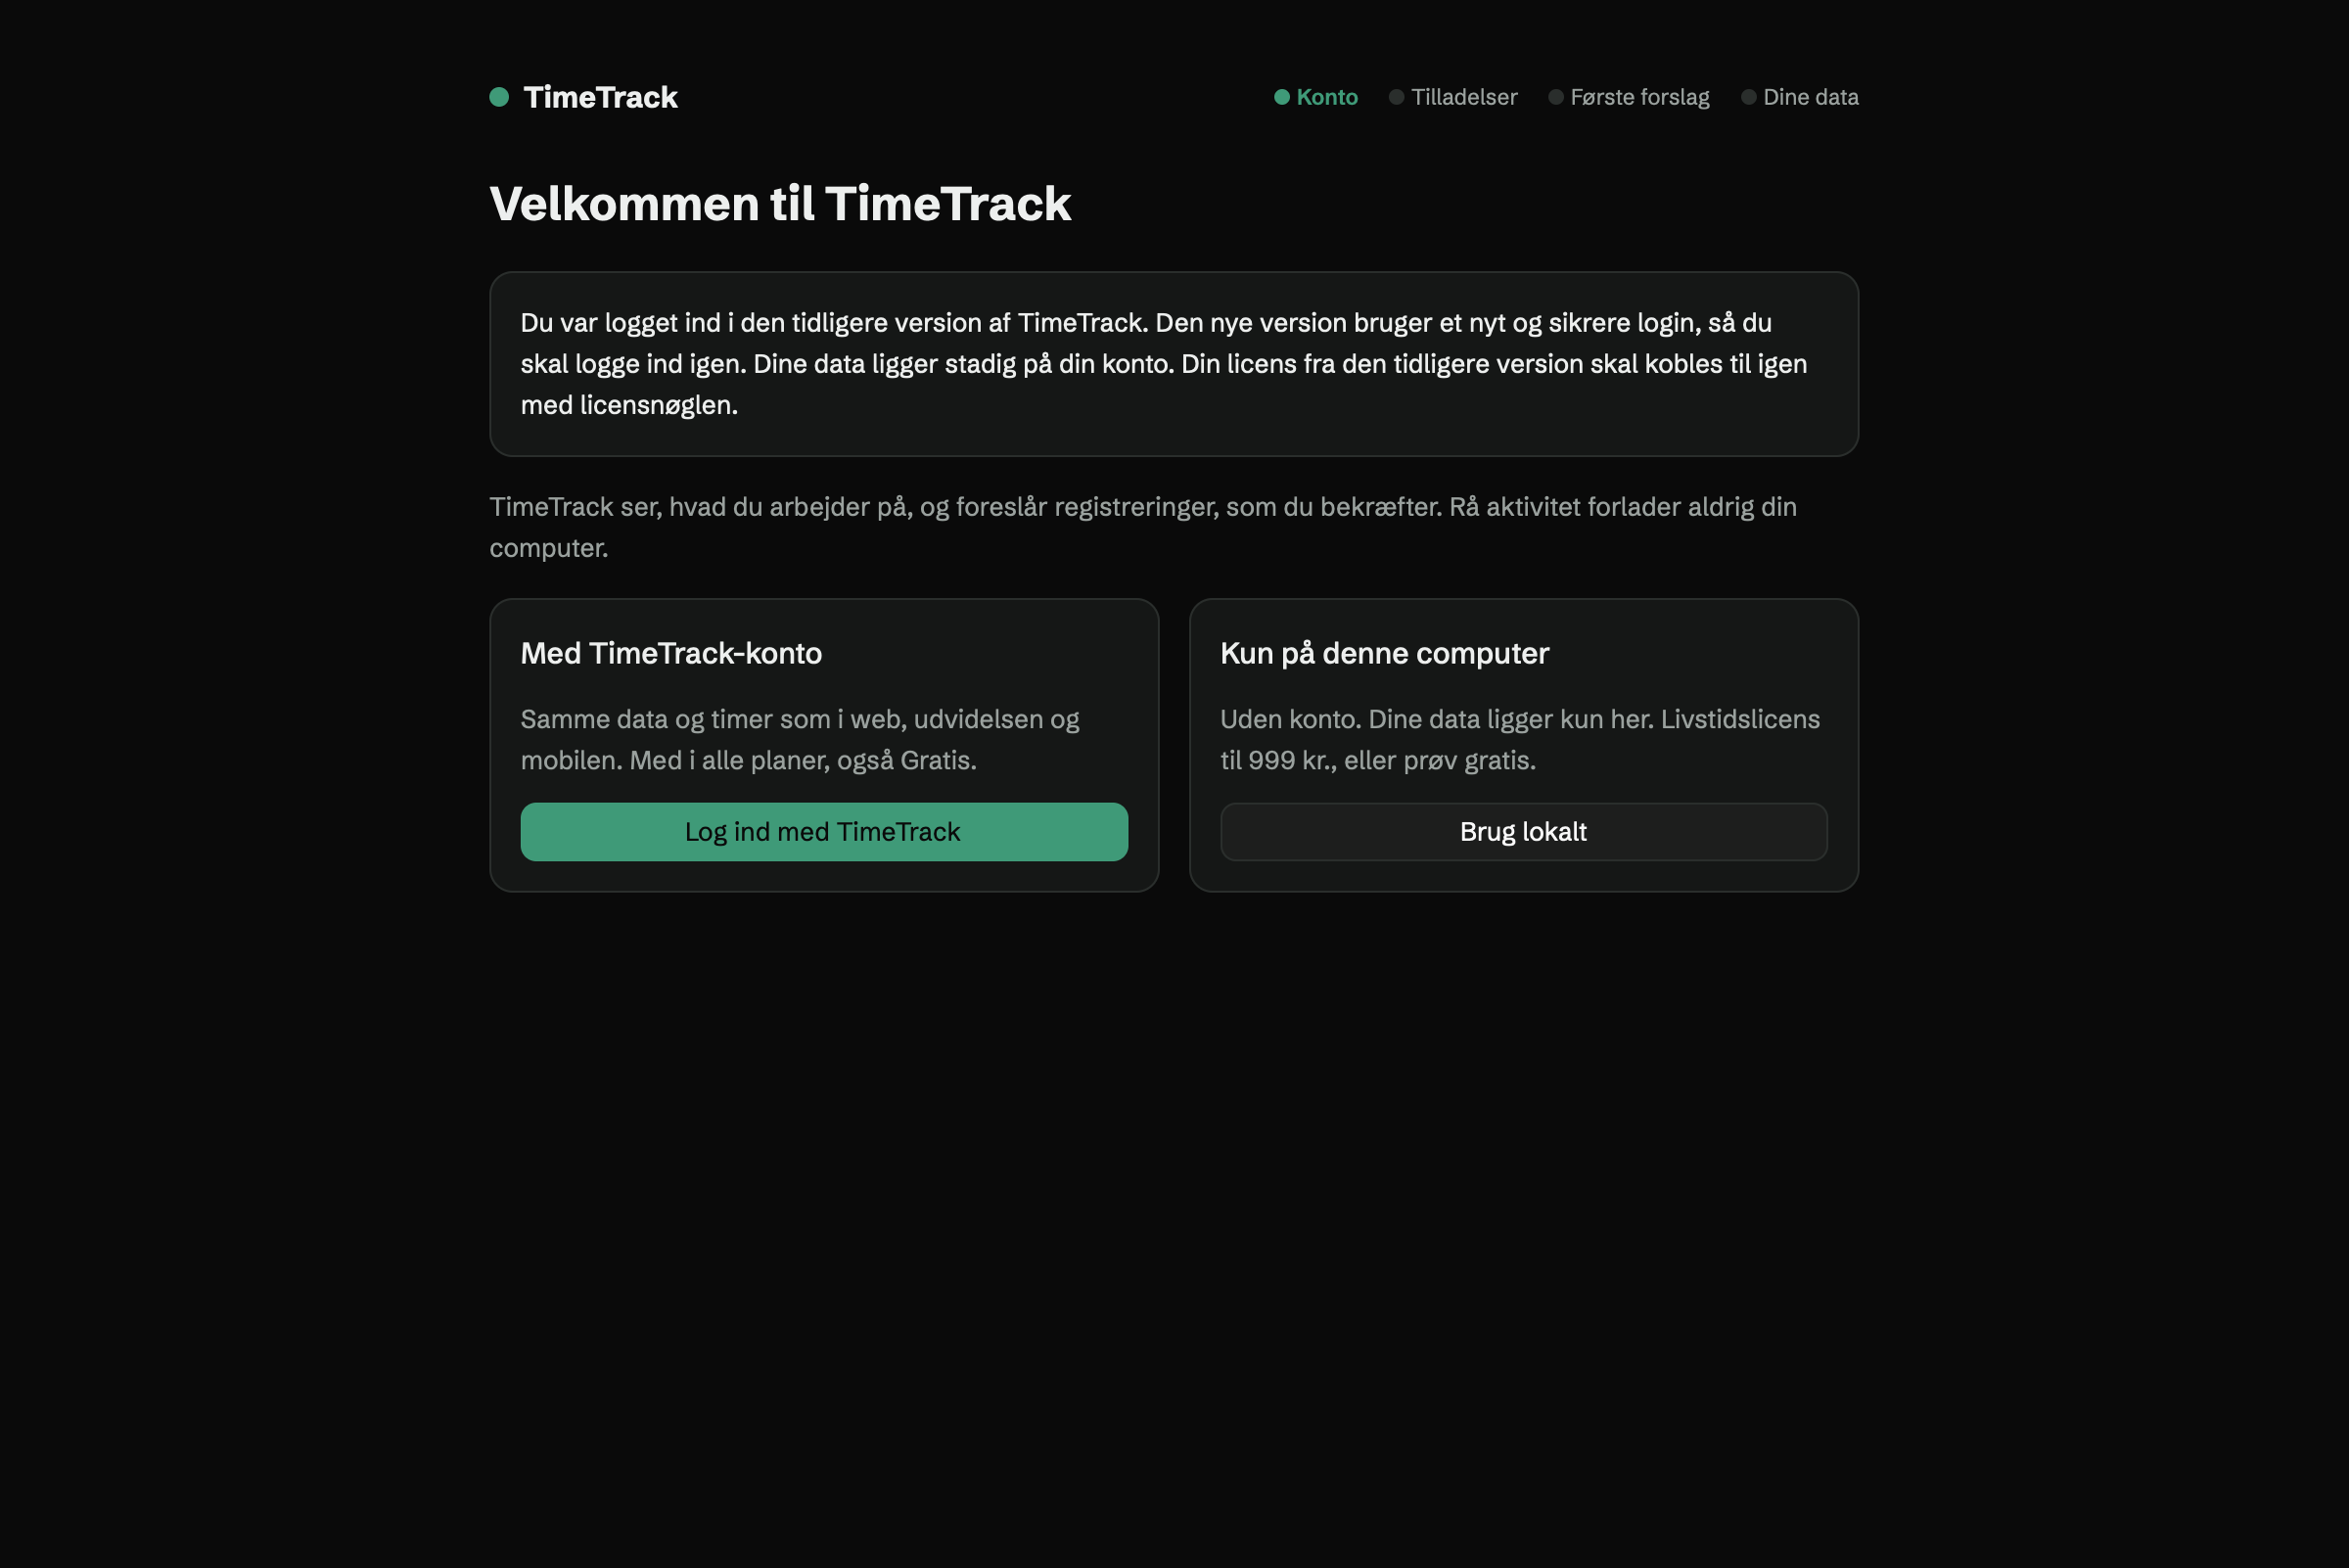 TimeTrack
Konto
Tilladelser
Første forslag
Dine data
Velkommen til TimeTrack
Du var logget ind i den tidligere version af TimeTrack. Den nye version bruger et nyt og sikrere login, så du
skal logge ind igen. Dine data ligger stadig på din konto. Din licens fra den tidligere version skal kobles til igen
med licensnøglen.
TimeTrack ser, hvad du arbejder på, og foreslår registreringer, som du bekræfter. Rå aktivitet forlader aldrig din
computer.
Med TimeTrack-konto
Samme data og timer som i web, udvidelsen og
mobilen. Med i alle planer, også Gratis.
Log ind med TimeTrack
Kun på denne computer
Uden konto. Dine data ligger kun her. Livstidslicens
til 999 kr., eller prøv gratis.
Brug lokalt